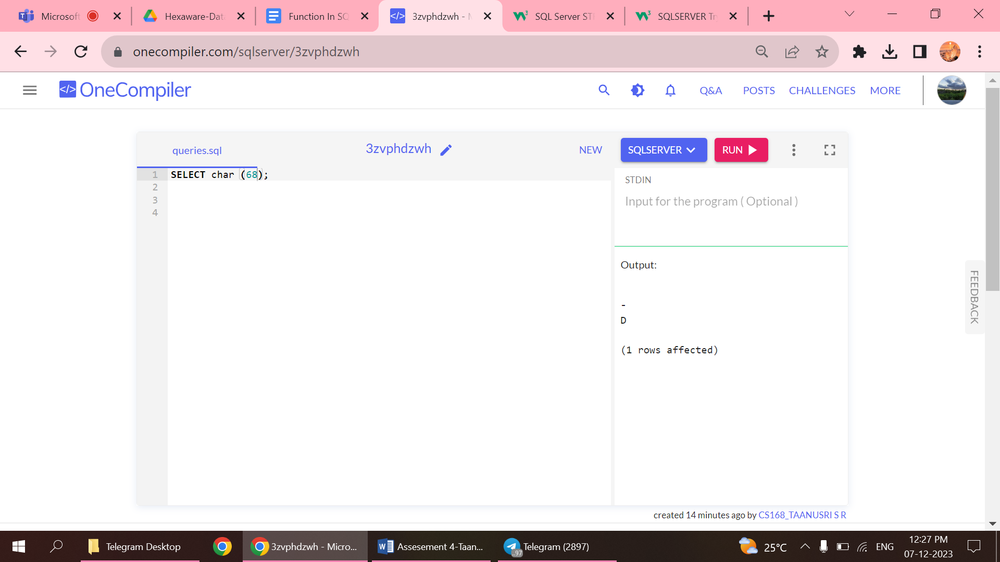 Microsoft
Hexaware-Dat
Function In SQ
3zvphdzwh - M
SQL Server ST
SQLSERVER Tr
onecompiler.com/sqlserver/3zvphdzwh
OneCompiler
Q&A POSTS CHALLENGES MORE
queries.sql
3zvphdzwh
NEW
SQLSERVER
RUN
1 SELECT char (68);
2
3
4
STDIN
Input for the program ( Optional )
Output:
-
D
(1 rows affected)
FEEDBACK
created 14 minutes ago by CS168_TAANUSRI S R
Telegram Desktop
3zvphdzwh - Micro...
Assesement 4-Taan...
Telegram (2897)
..97
25°C
ENG
12:27 PM
07-12-2023